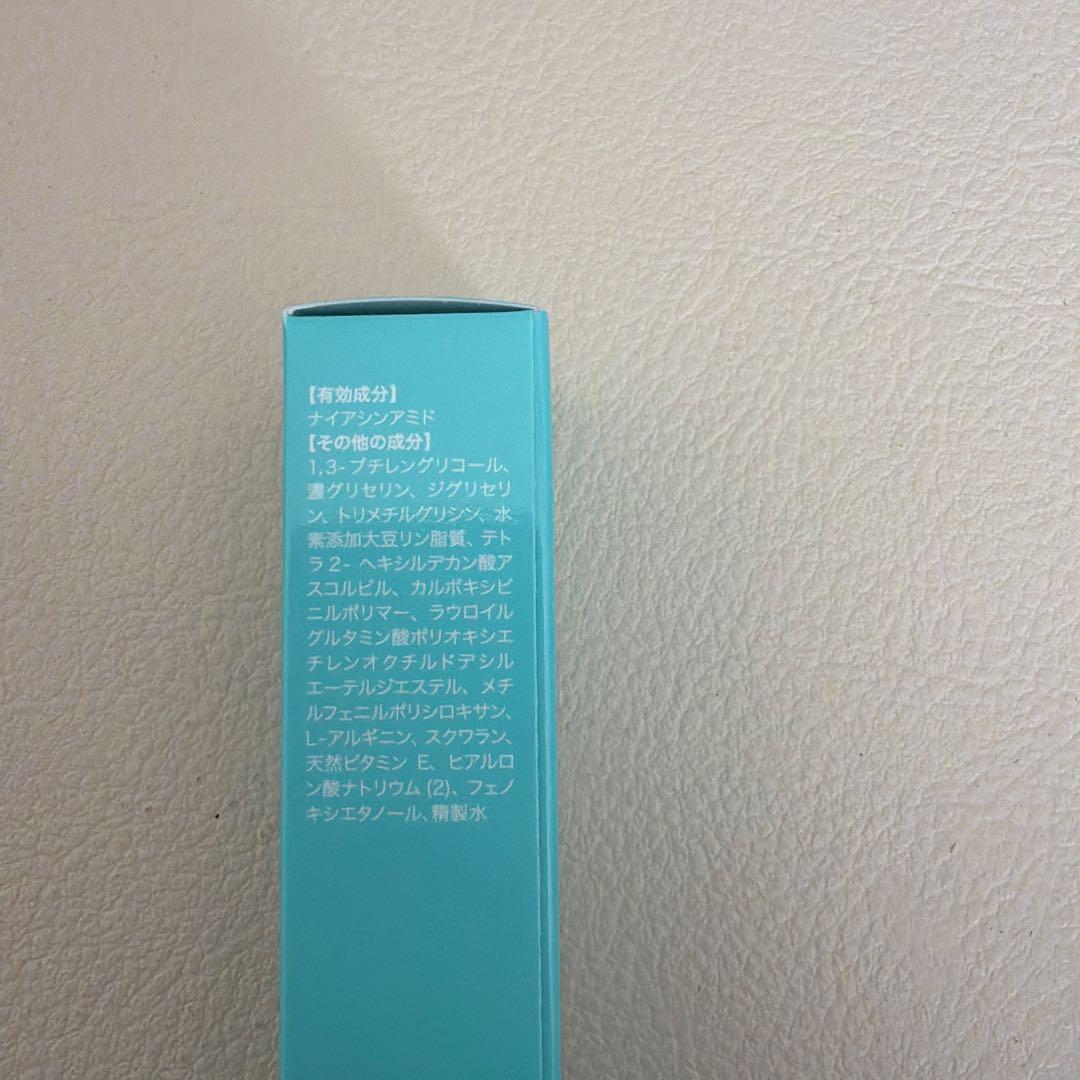 【有効成分】
ナイアシンアミド
【その他の成分】
1,3-ブチレングリコール、
濃グリセリン、ジグリセリ
ン、トリメチルグリシン、水
素添加大豆リン脂質、テト
ラ2-ヘキシルデカン酸ア
スコルビル、カルボキシビ
ニルポリマー、ラウロイル
グルタミン酸ポリオキシエ
チレンオクチルドデシル
エーテルジエステル、メチ
ルフェニルポリシロキサン、
L-アルギニン、スクワラン、
天然ビタミンE、ヒアルロ
ン酸ナトリウム(2)、フェノ
キシエタノール、精製水